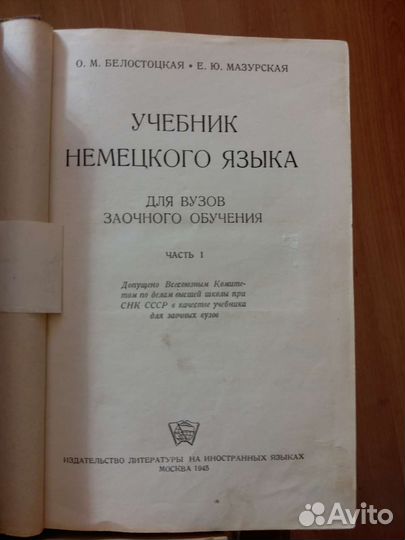 О. М. БЕЛОСТОЦКАЯ • Е. Ю. МАЗУРСКАЯ
УЧЕБНИК
НЕМЕЦКОГО ЯЗЫКА
ДЛЯ ВУЗОВ
ЗАОЧНОГО ОБУЧЕНИЯ
ЧАСТЬ 1
Допущено Всесоюзным Комите-
том по делам высшей школы при
СНК СССР в качестве учебника
для заочных вузов
ИЗДАТЕЛЬСТВО ЛИТЕРАТУРЫ НА ИНОСТРАННЫХ ЯЗЫКАХ
МОСКВА 1945
Avito